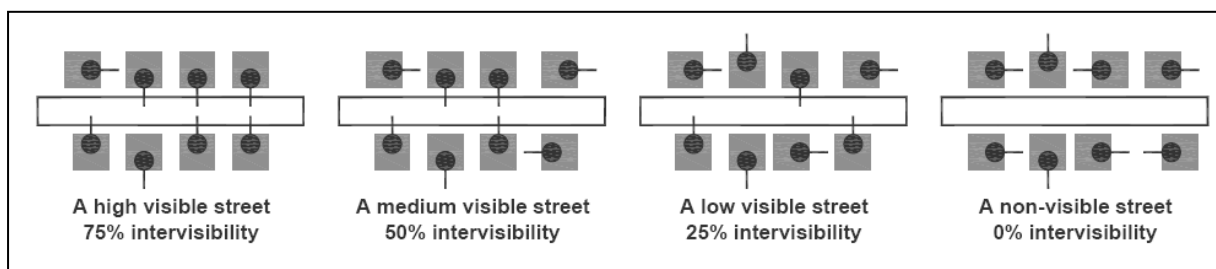 A high visible street
75% intervisibility
A medium visible street
50% intervisibility
A low visible street
25% intervisibility
A non-visible street
0% intervisibility